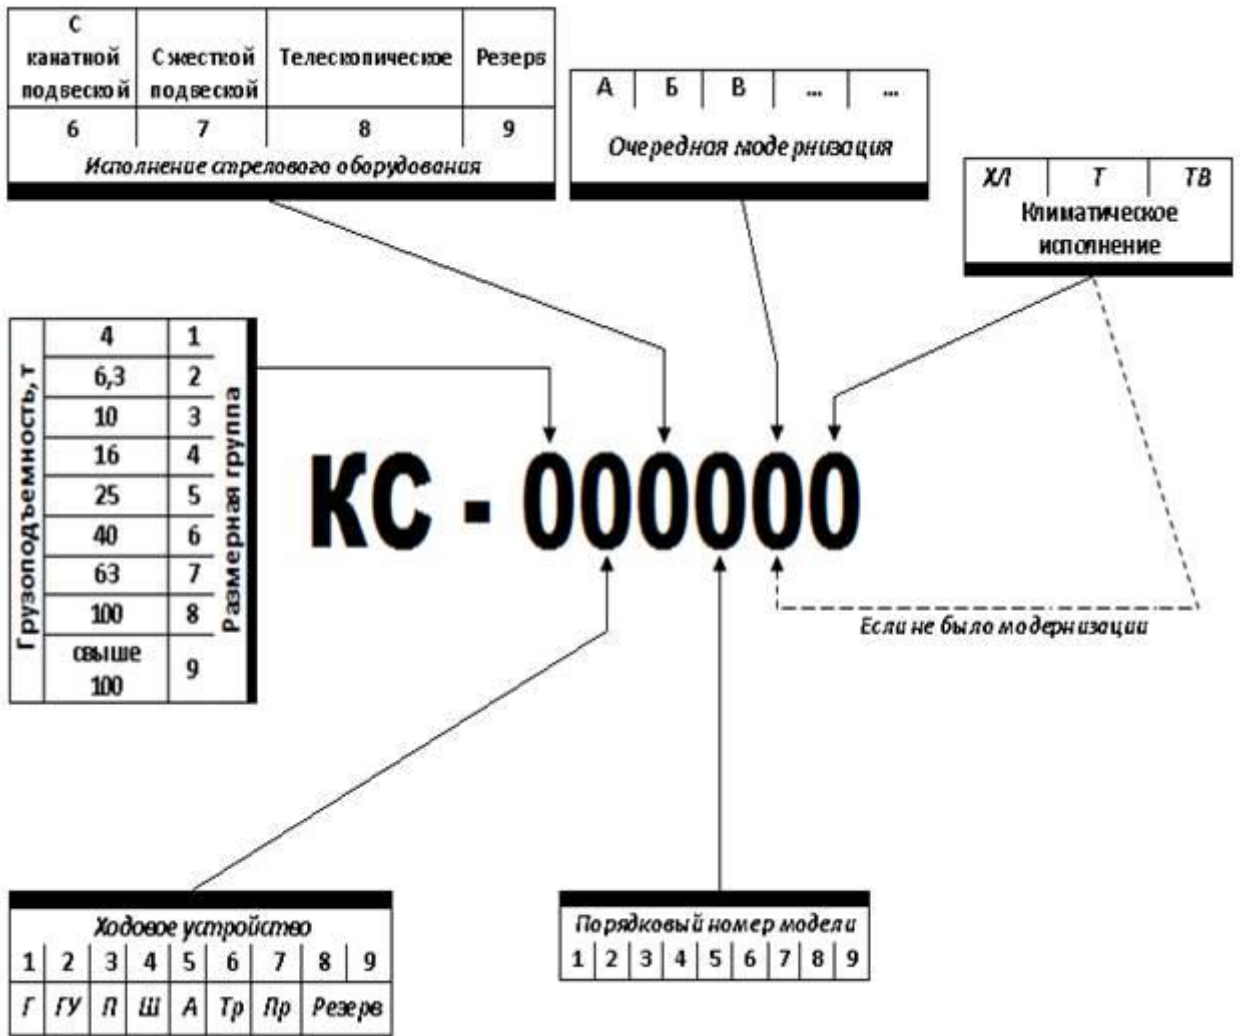 С канатной подвеской
С жесткой подвеской
Телескопическое
Резерв
6 7 8 9
Исполнение стрелового оборудования
А Б В ... ...
Очередная модернизация
ХЛ Т ТВ
Климатическое
исполнение
Грузоподъемность, т
4 1
6,3 2
10 3
16 4
25 5
40 6
63 7
100 8
свыше 100 9
Размерная группа
КС - 000000
Если не было модернизации
Ходовое устройство
1 2 3 4 5 6 7 8 9
Г ГУ П Ш А Тр Пр Резерв
Порядковый номер модели
1 2 3 4 5 6 7 8 9